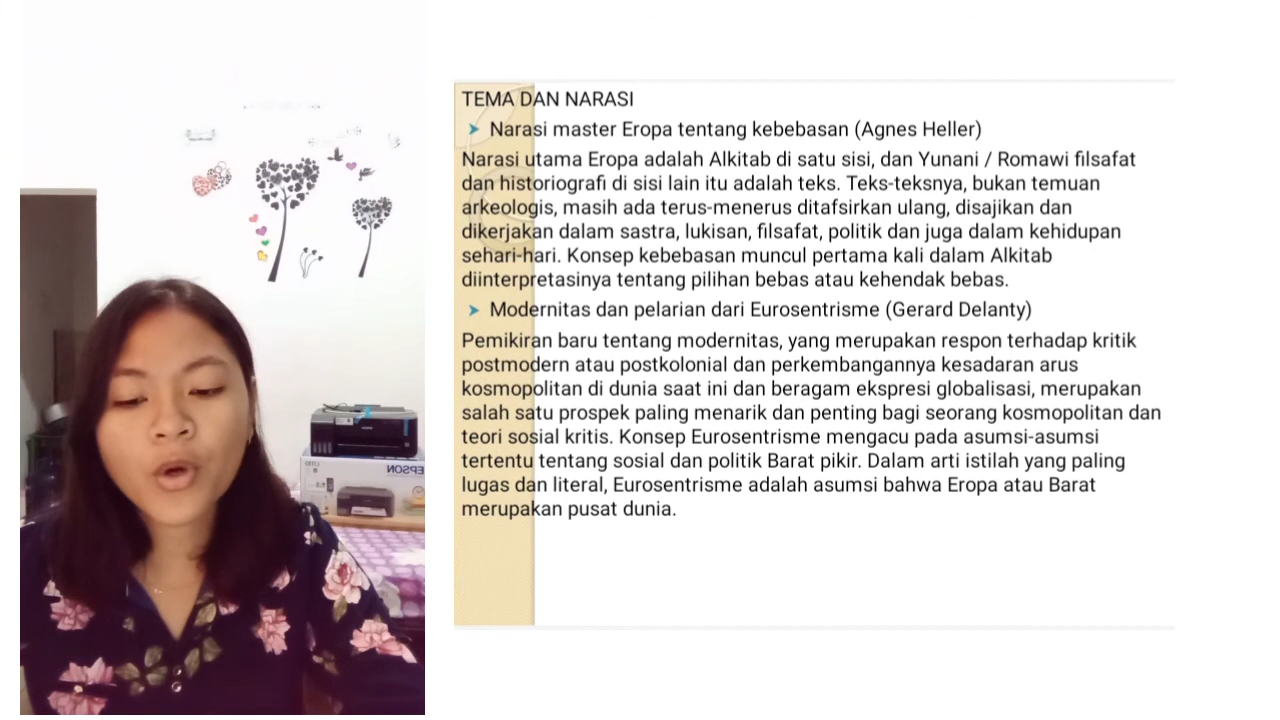 TEMA DAN NARASI
Narasi master Eropa tentang kebebasan (Agnes Heller)
Narasi utama Eropa adalah Alkitab di satu sisi, dan Yunani / Romawi filsafat
dan historiografi di sisi lain itu adalah teks. Teks-teksnya, bukan temuan
arkeologis, masih ada terus-menerus ditafsirkan ulang, disajikan dan
dikerjakan dalam sastra, lukisan, filsafat, politik dan juga dalam kehidupan
sehari-hari. Konsep kebebasan muncul pertama kali dalam Alkitab
diinterpretasinya tentang pilihan bebas atau kehendak bebas.
Modernitas dan pelarian dari Eurosentrisme (Gerard Delanty)
Pemikiran baru tentang modernitas, yang merupakan respon terhadap kritik
postmodern atau postkolonial dan perkembangannya kesadaran arus
kosmopolitan di dunia saat ini dan beragam ekspresi globalisasi, merupakan
salah satu prospek paling menarik dan penting bagi seorang kosmopolitan dan
teori sosial kritis. Konsep Eurosentrisme mengacu pada asumsi-asumsi
tertentu tentang sosial dan politik Barat pikir. Dalam arti istilah yang paling
lugas dan literal, Eurosentrisme adalah asumsi bahwa Eropa atau Barat
merupakan pusat dunia.
EPSON